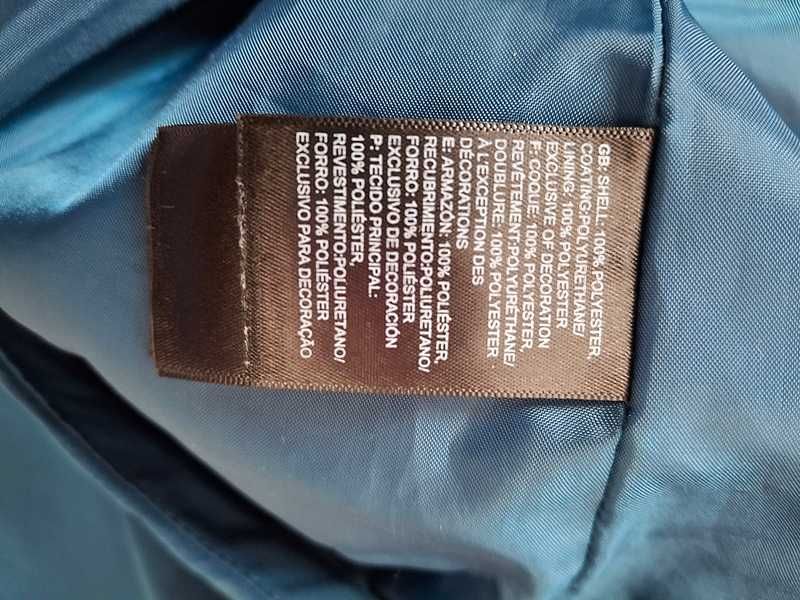 GB: SHELL: 100% POLYESTER,
COATING:POLYURETHANE/
LINING: 100% POLYESTER
EXCLUSIVE OF DECORATION
F: COQUE: 100% POLYESTER,
REVÊTEMENT:POLYURÉTHANE/
DOUBLURE: 100% POLYESTER
À L'EXCEPTION DES
DÉCORATIONS
E: ARMAZÓN: 100% POLIÉSTER,
RECUBRIMIENTO:POLIURETANO/
FORRO: 100% POLIÉSTER
EXCLUSIVO DE DECORACIÓN
P: TECIDO PRINCIPAL:
100% POLIÉSTER,
REVESTIMENTO:POLIURETANO/
FORRO: 100% POLIÉSTER
EXCLUSIVO PARA DECORAÇÃO